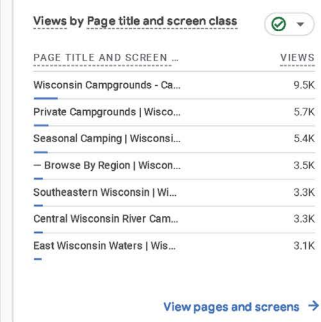 Views by Page title and screen class
PAGE TITLE AND SCREEN ... VIEWS
Wisconsin Campgrounds - Ca... 9.5K
Private Campgrounds | Wisco... 5.7K
Seasonal Camping | Wisconsi... 5.4K
— Browse By Region | Wiscon... 3.5K
Southeastern Wisconsin | Wi... 3.3K
Central Wisconsin River Cam... 3.3K
East Wisconsin Waters | Wis... 3.1K
View pages and screens →